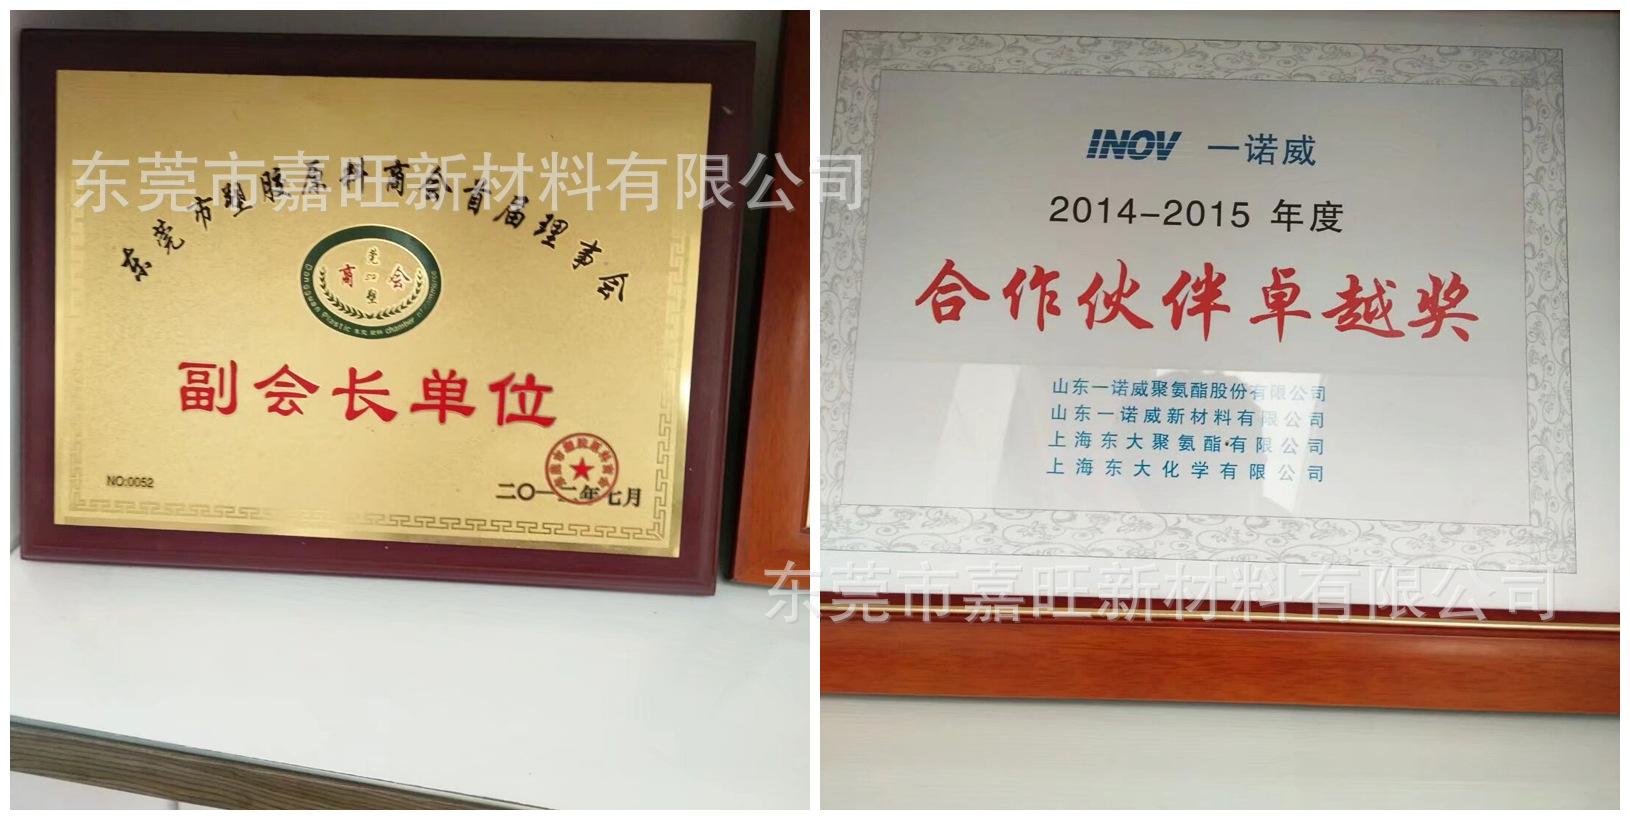 东莞市塑胶原料商会首届理事会
商会
莞
塑
副会长单位
NO:0052
二〇一二年七月
东莞市嘉旺新材料有限公司
INOV 一诺威
2014-2015 年度
合作伙伴卓越奖
山东一诺威聚氨酯股份有限公司
山东一诺威新材料有限公司
上海东大聚氨酯有限公司
上海东大化学有限公司
东莞市嘉旺新材料有限公司